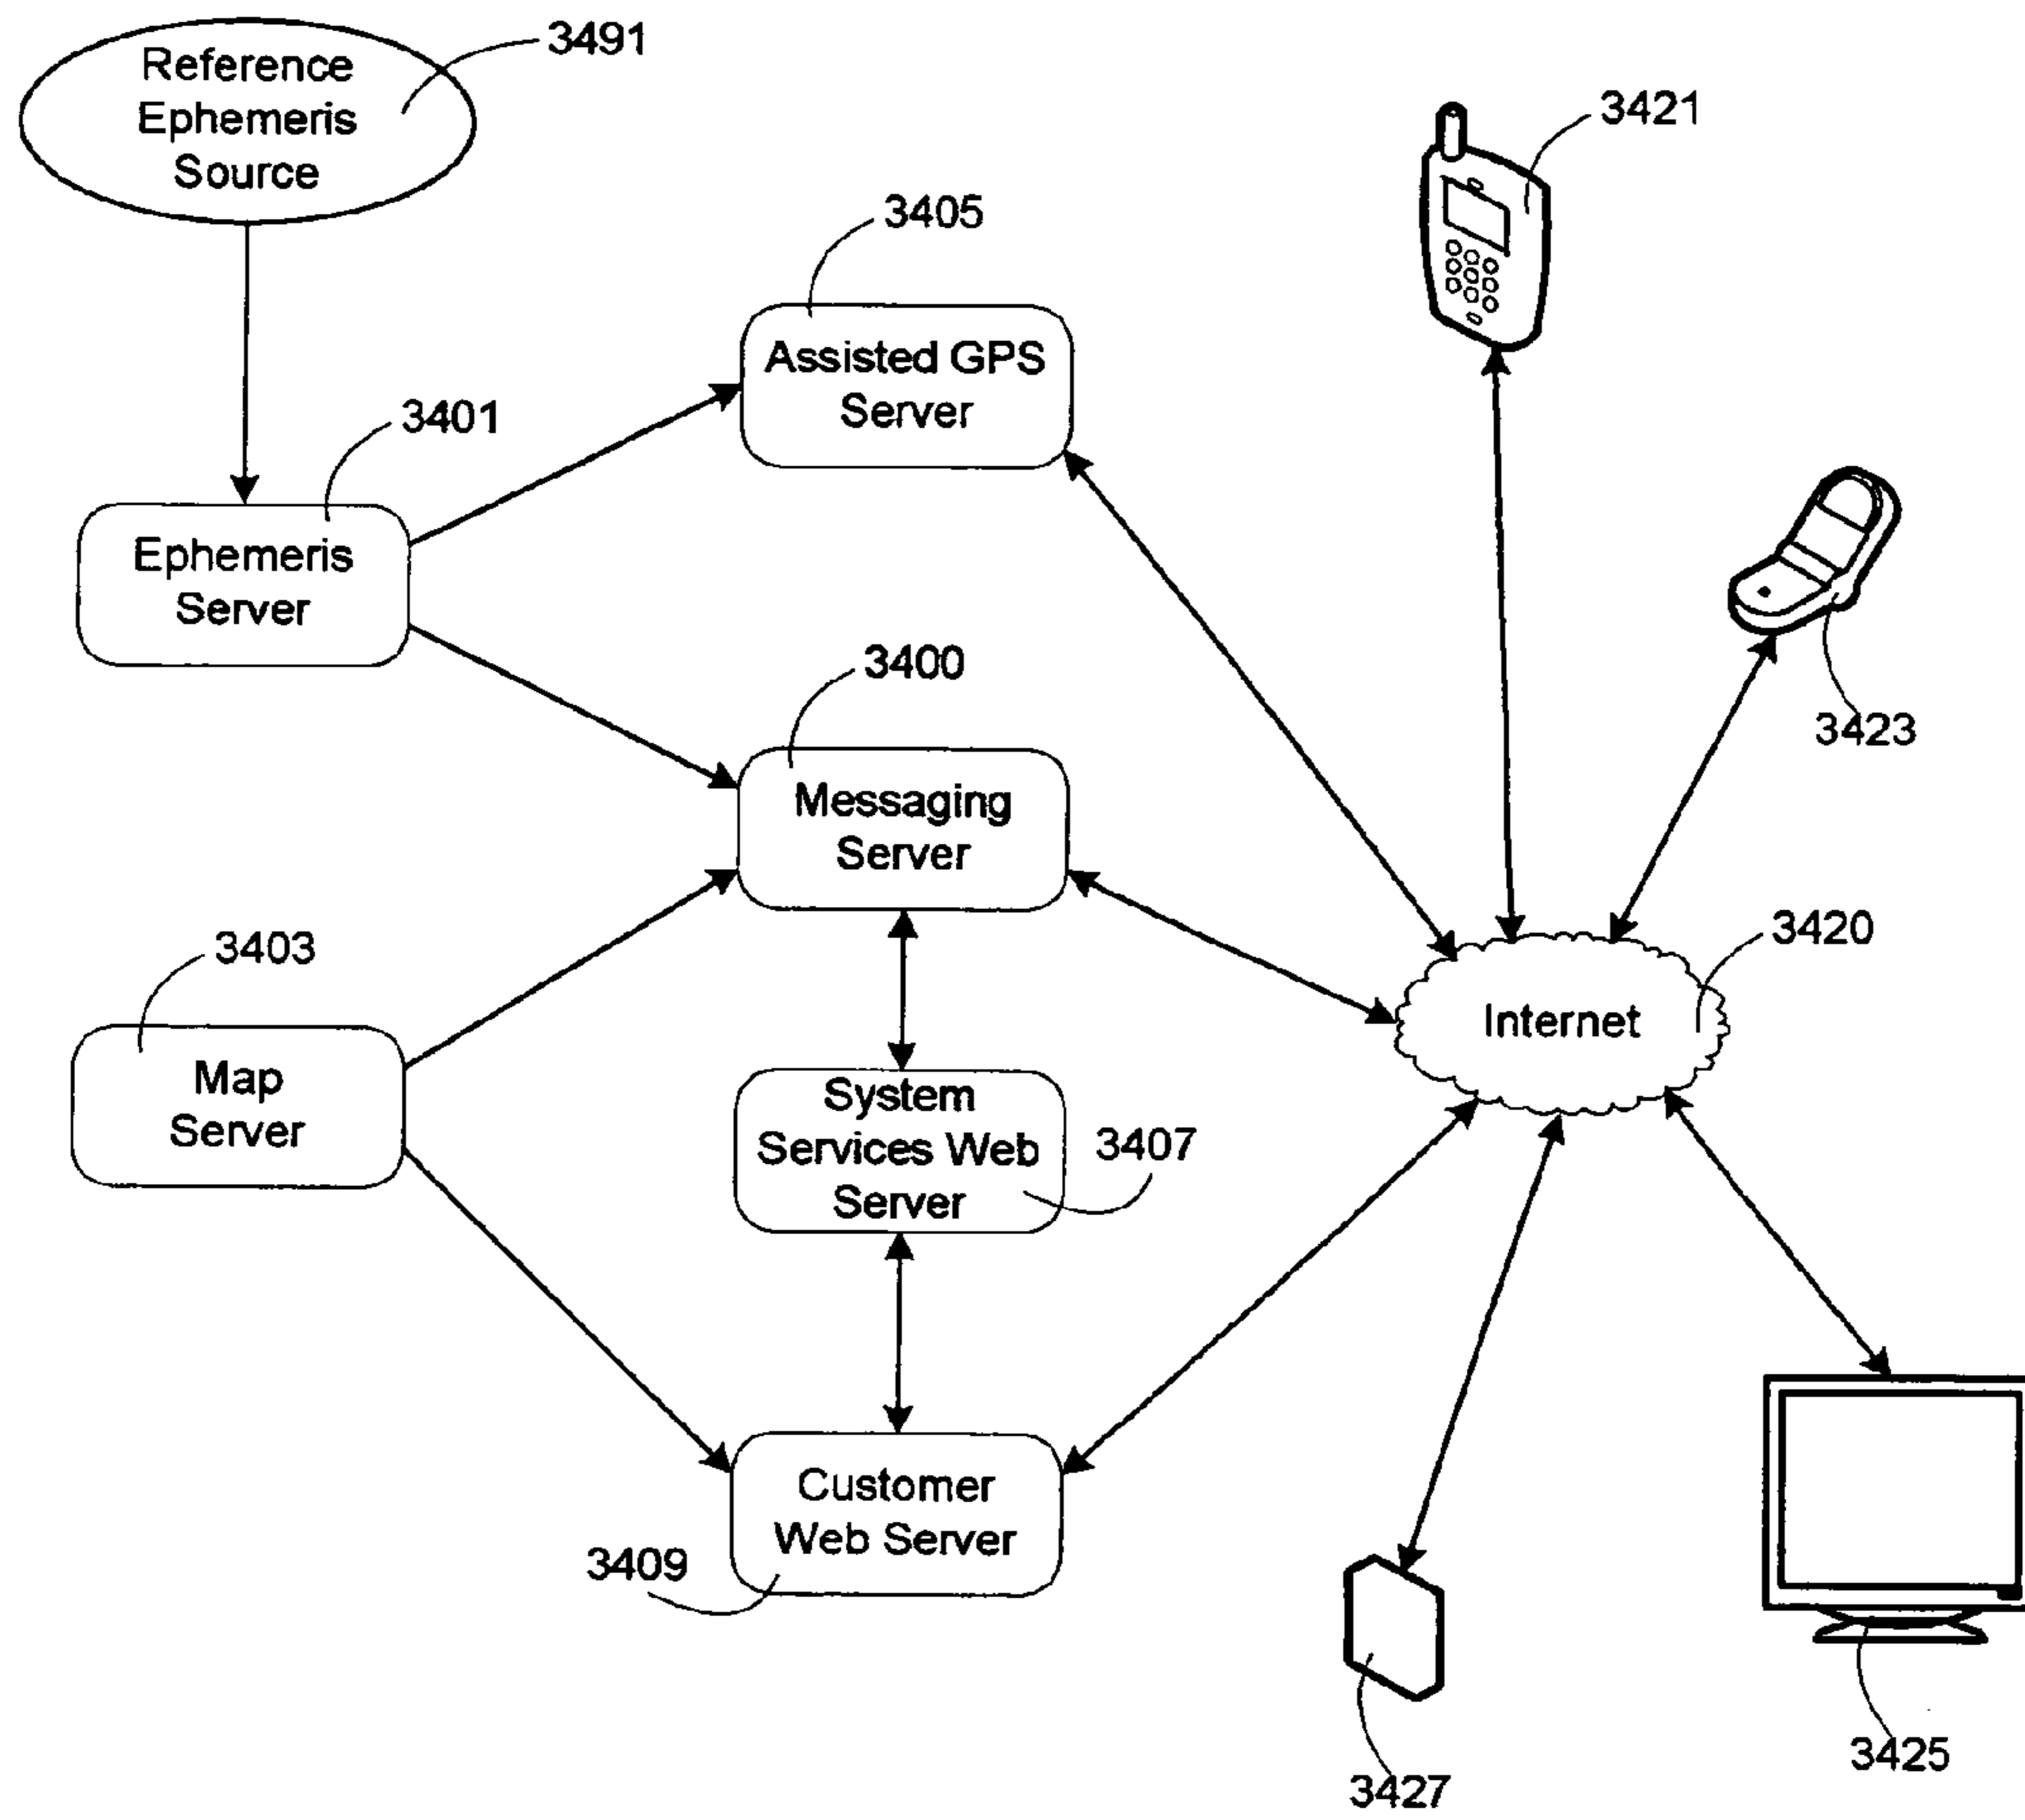 Reference
Ephemeris
Source
3491
3421
3405
Assisted GPS
Server
3401
Ephemeris
Server
3423
3400
Messaging
Server
3403
3420
Internet
Map
Server
System
Services Web
Server
3407
Customer
Web Server
3409
3425
3427